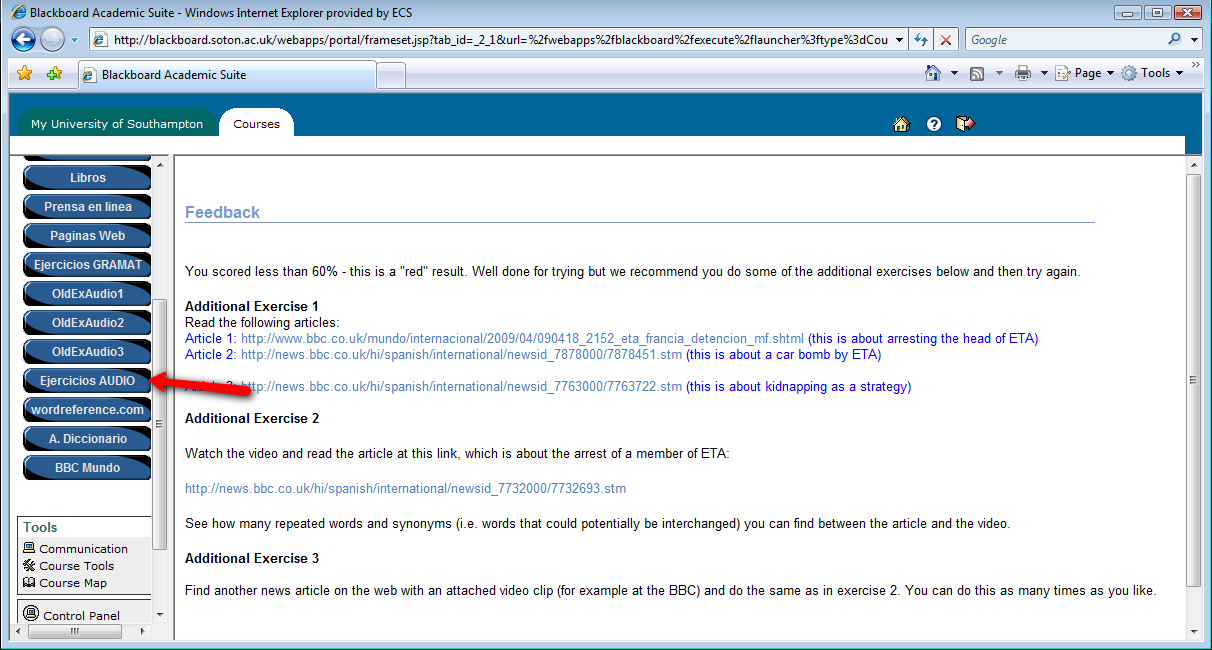 Blackboard Academic Suite - Windows Internet Explorer provided by ECS
http://blackboard.soton.ac.uk/webapps/portal/frameset.jsp?tab_id=_2_1&url=%2fwebapps%2fblackboard%2fexecute%2flauncher%3ftype%3dCou
Google
Blackboard Academic Suite
Page
Tools
My University of Southampton
Courses
Libros
Prensa en linea
Paginas Web
Ejercicios GRAMAT
OldExAudio1
OldExAudio2
OldExAudio3
Ejercicios AUDIO
wordreference.com
A. Diccionario
BBC Mundo
Tools
Communication
Course Tools
Course Map
Control Panel
Feedback
You scored less than 60% - this is a "red" result. Well done for trying but we recommend you do some of the additional exercises below and then try again.
Additional Exercise 1
Read the following articles:
Article 1: http://www.bbc.co.uk/mundo/internacional/2009/04/090418_2152_eta_francia_detencion_mf.shtml (this is about arresting the head of ETA)
Article 2: http://news.bbc.co.uk/hi/spanish/international/newsid_7878000/7878451.stm (this is about a car bomb by ETA)
http://news.bbc.co.uk/hi/spanish/international/newsid_7763000/7763722.stm (this is about kidnapping as a strategy)
Additional Exercise 2
Watch the video and read the article at this link, which is about the arrest of a member of ETA:
http://news.bbc.co.uk/hi/spanish/international/newsid_7732000/7732693.stm
See how many repeated words and synonyms (i.e. words that could potentially be interchanged) you can find between the article and the video.
Additional Exercise 3
Find another news article on the web with an attached video clip (for example at the BBC) and do the same as in exercise 2. You can do this as many times as you like.